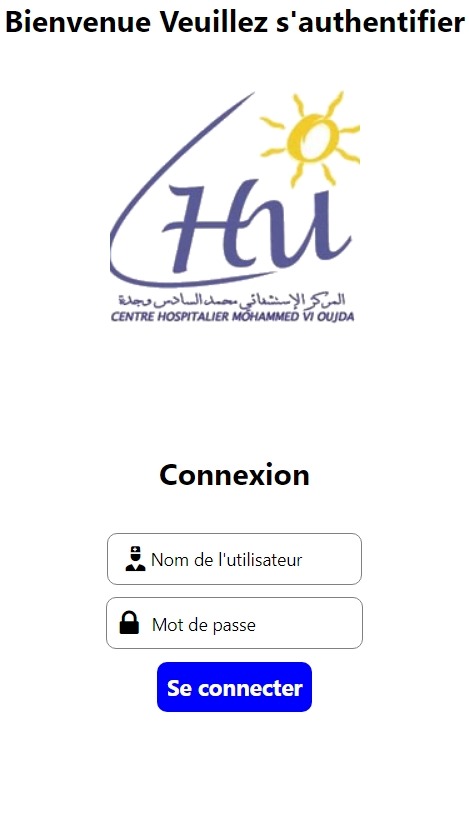 Bienvenue Veuillez s'authentifier
CHu
المركز الإستشفائي محمد السادس وجدة
CENTRE HOSPITALIER MOHAMMED VI OUJDA
Connexion
Nom de l'utilisateur
Mot de passe
Se connecter